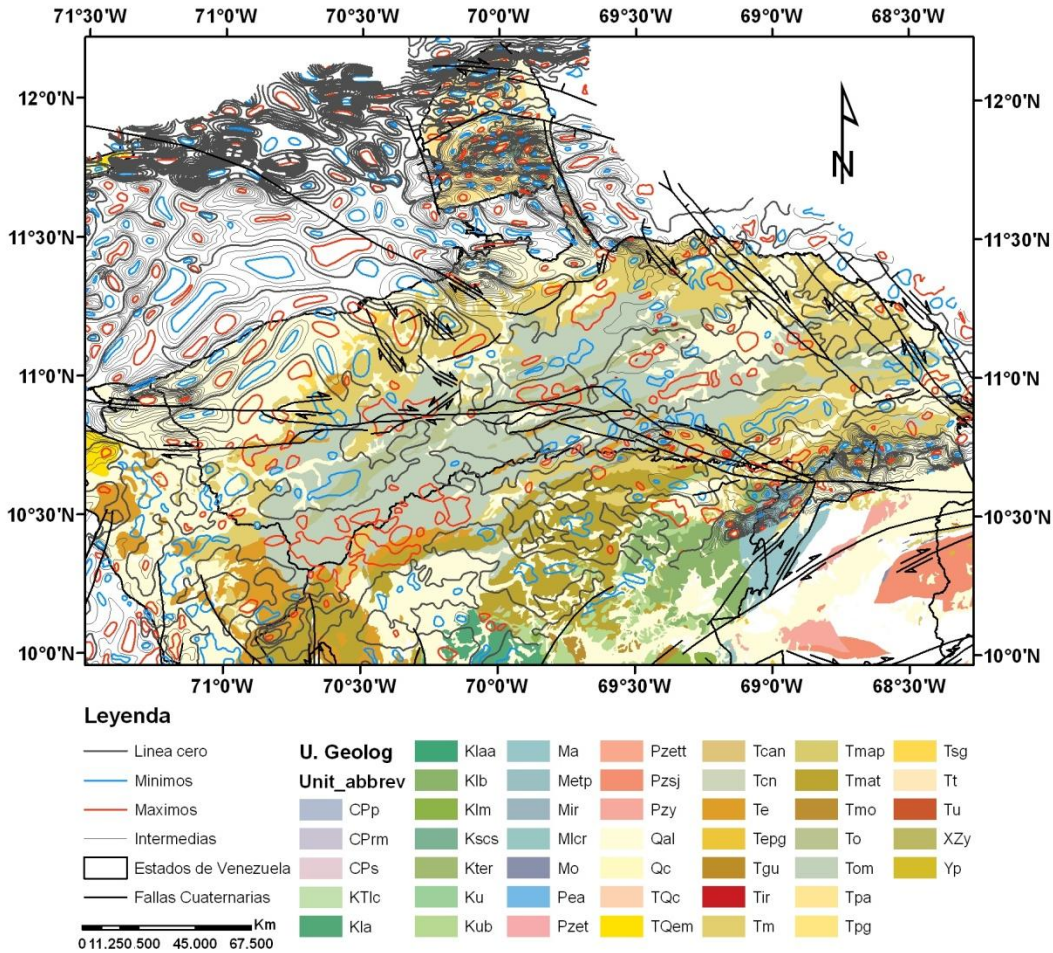 71°30'W 71°0'W 70°30'W 70°0'W 69°30'W 69°0'W 68°30'W
12°0'N 12°0'N
N
11°30'N 11°30'N
11°0'N 11°0'N
10°30'N 10°30'N
10°0'N 10°0'N
71°0'W 70°30'W 70°0'W 69°30'W 69°0'W 68°30'W
Leyenda
Linea cero
Minimos
Maximos
Intermedias
Estados de Venezuela
Fallas Cuaternarias
Km
0 11.250.500 45.000 67.500
U. Geolog
Unit_abbrev
CPp
CPrm
CPs
KTlc
Kla
Klaa
Klb
Klm
Kscs
Kter
Ku
Kub
Ma
Metp
Mir
Mlcr
Mo
Pea
Pzet
Pzett
Pzsj
Pzy
Qal
Qc
TQc
TQem
Tcan
Tcn
Te
Tepg
Tgu
Tir
Tm
Tmap
Tmat
Tmo
To
Tom
Tpa
Tpg
Tsg
Tt
Tu
XZy
Yp